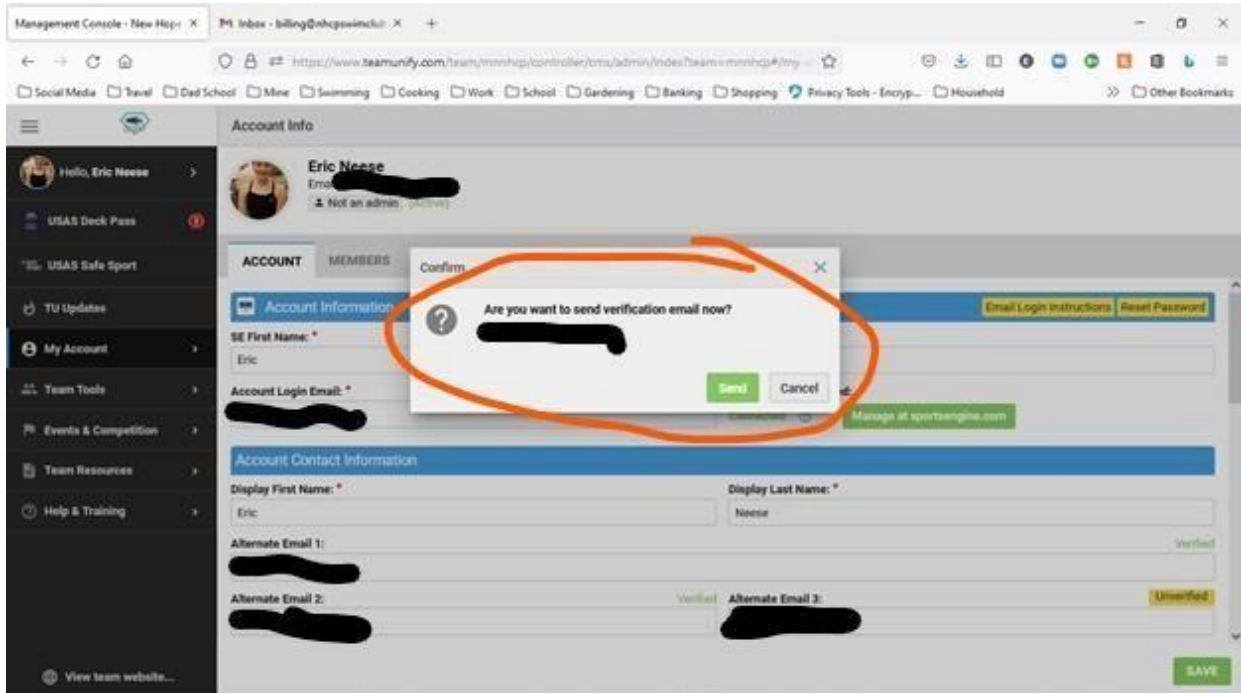 Management Console - New Hope
Inbox - billing@nhcpswimclub
https://www.teamunify.com/team/mnnhcp/controller/cms/admin/index?team=mnnhcp#/my
Social Media Travel Dad School Mine Swimming Cooking Work School Gardening Banking Shopping Privacy Tools - Encryp... Household Other Bookmarks
Account Info
Hello, Eric Neese
Eric Neese
Not an admin (Active)
USAS Deck Pass
USAS Safe Sport
ACCOUNT MEMBERS
Confirm
Are you want to send verification email now?
Send Cancel
TU Updates
My Account
Team Tools
Events & Competition
Team Resources
Help & Training
View team website...
Account Information
Email Login Instructions Reset Password
SE First Name: *
Eric
Account Login Email: *
Manage at sportsengine.com
Account Contact Information
Display First Name: * Display Last Name: *
Eric Neese
Alternate Email 1: Verified
Alternate Email 2: Verified Alternate Email 3: Unverified
SAVE